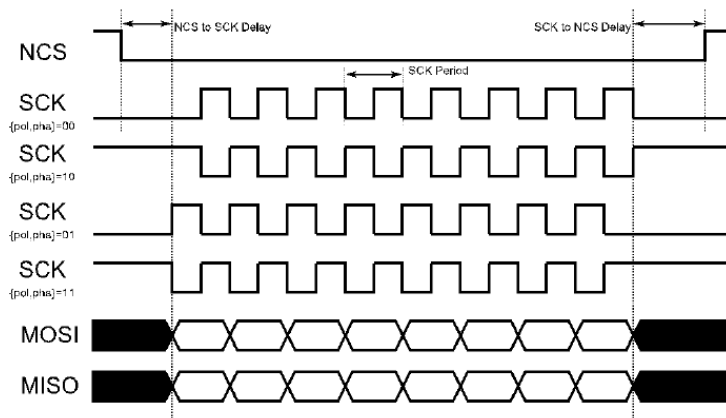 NCS to SCK Delay
SCK to NCS Delay
NCS
SCK Period
SCK
{pol,pha}=00
SCK
{pol,pha}=10
SCK
{pol,pha}=01
SCK
{pol,pha}=11
MOSI
MISO